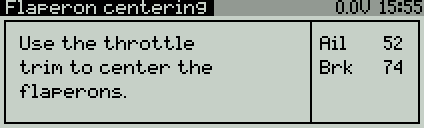 Flaperon centering 0.0V 15:55
Use the throttle
trim to center the
flaperons.
Ail 52
Brk 74